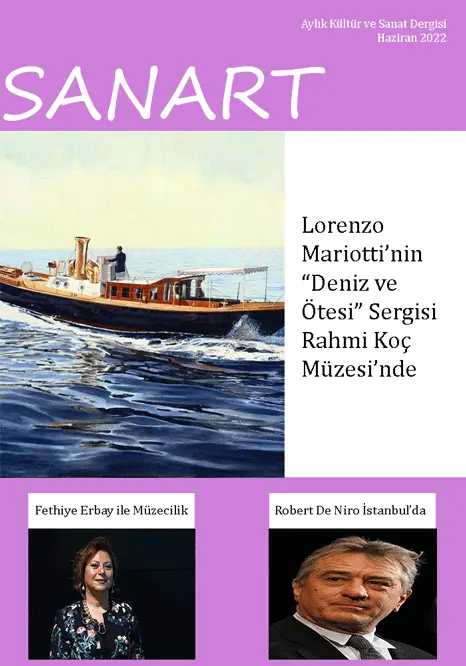 Aylık Kültür ve Sanat Dergisi
Haziran 2022
SANART
Lorenzo
Mariotti’nin
“Deniz ve
Ötesi” Sergisi
Rahmi Koç
Müzesi’nde
Fethiye Erbay ile Müzecilik
Robert De Niro İstanbul’da